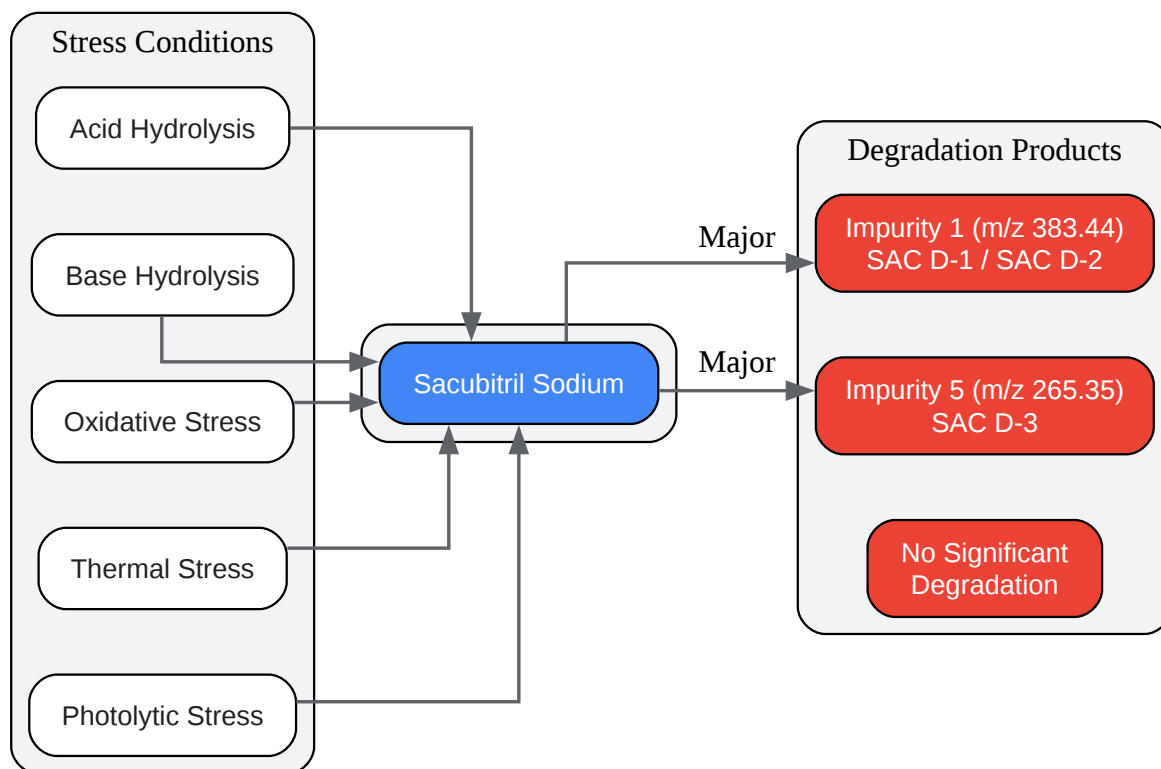 Stress Conditions
Acid Hydrolysis
Base Hydrolysis
Oxidative Stress
Thermal Stress
Photolytic Stress
Sacubitril Sodium
Major
Major
Degradation Products
Impurity 1 (m/z 383.44)
SAC D-1 / SAC D-2
Impurity 5 (m/z 265.35)
SAC D-3
No Significant
Degradation